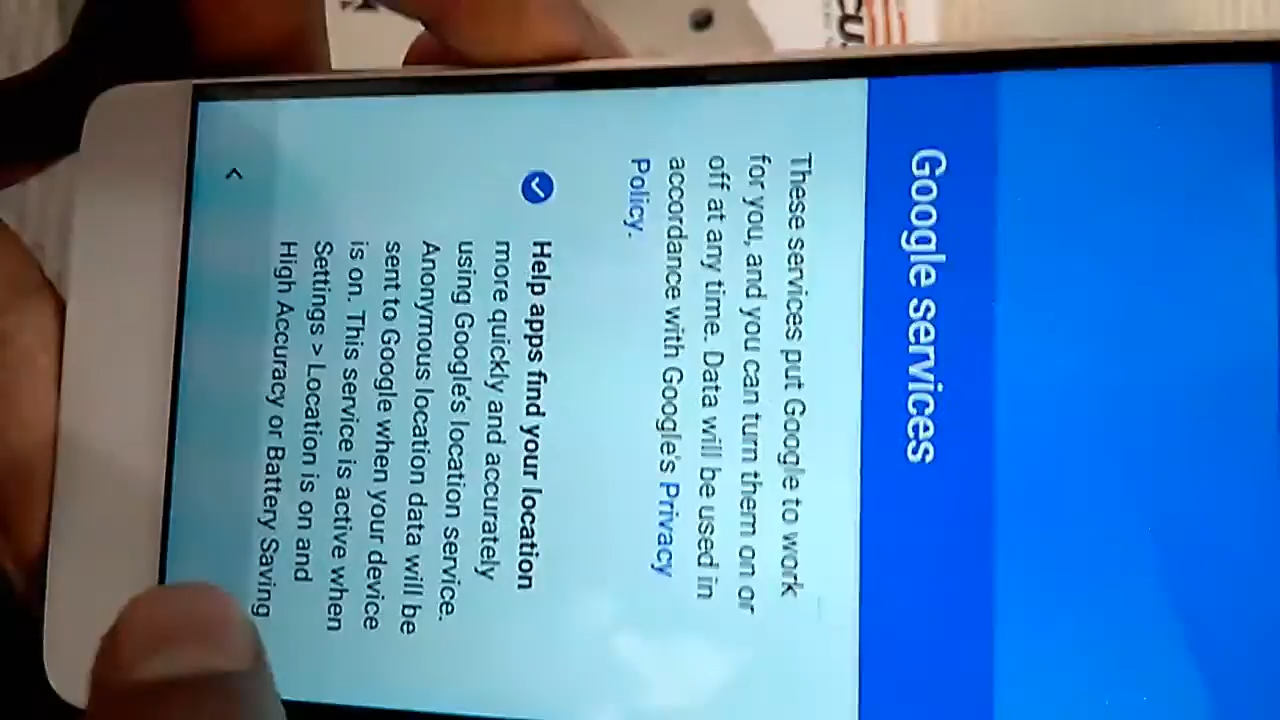 Google services
These services put Google to work
for you, and you can turn them on or
off at any time. Data will be used in
accordance with Google's Privacy
Policy.
Help apps find your location
more quickly and accurately
using Google's location service.
Anonymous location data will be
sent to Google when your device
is on. This service is active when
Settings > Location is on and
High Accuracy or Battery Saving